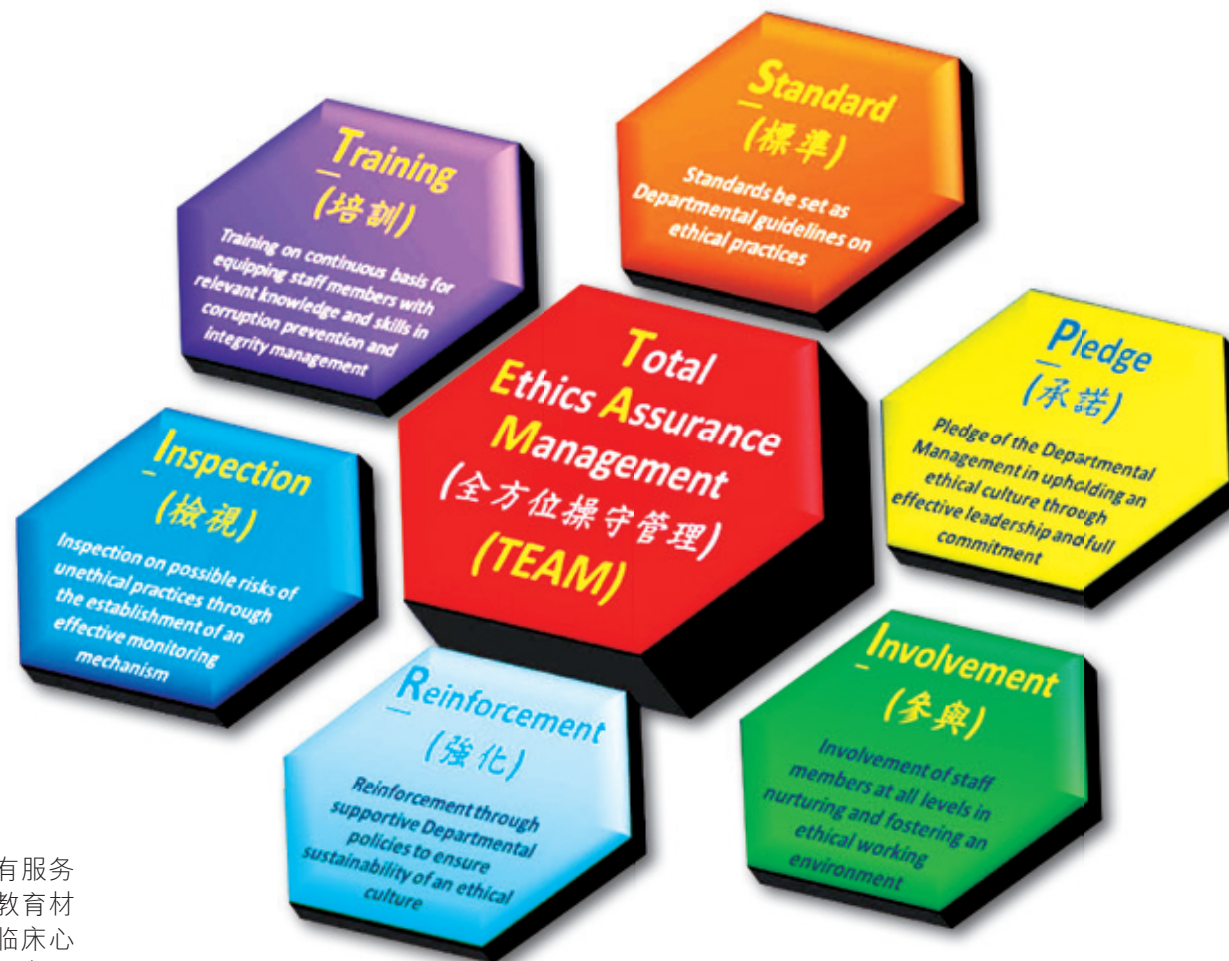 Standard
(標準)
Standards be set as
Departmental guidelines on
ethical practices
Pledge
(承諾)
Pledge of the Departmental
Management in upholding an
ethical culture through
effective leadership and full
commitment
Involvement
(參與)
Involvement of staff
members at all levels in
nurturing and fostering an
ethical working
environment
Reinforcement
(強化)
Reinforcement through
supportive Departmental
policies to ensure
sustainability of an ethical
culture
Inspection
(檢視)
Inspection on possible risks of
unethical practices through
the establishment of an
effective monitoring
mechanism
Training
(培訓)
Training on continuous basis for
equipping staff members with
relevant knowledge and skills in
corruption prevention and
integrity management
Total
Ethics Assurance
Management
(全方位操守管理)
(TEAM)
有服务
教育材
临床心